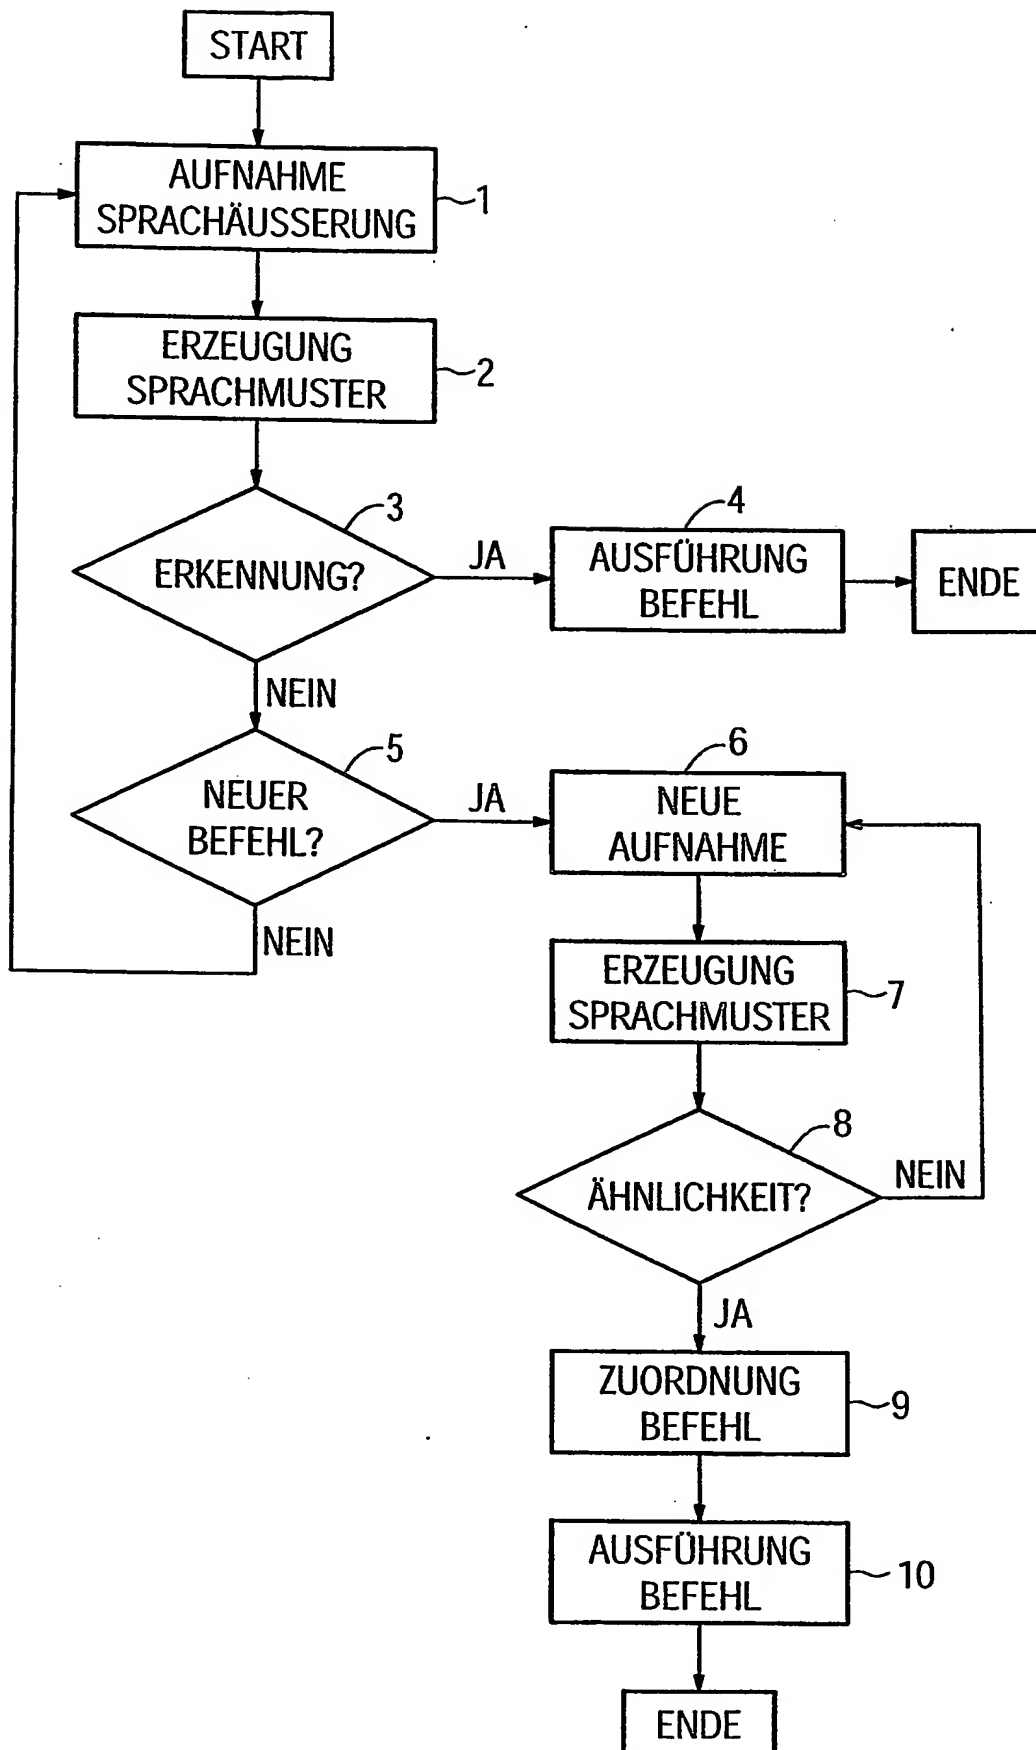 START
AUFNAHME
SPRACHÄUSSERUNG
1
ERZEUGUNG
SPRACHMUSTER
2
3
ERKENNUNG?
JA
4
AUSFÜHRUNG
BEFEHL
ENDE
NEIN
5
NEUER
BEFEHL?
JA
6
NEUE
AUFNAHME
NEIN
ERZEUGUNG
SPRACHMUSTER
7
8
ÄHNLICHKEIT?
NEIN
JA
ZUORDNUNG
BEFEHL
9
AUSFÜHRUNG
BEFEHL
10
ENDE